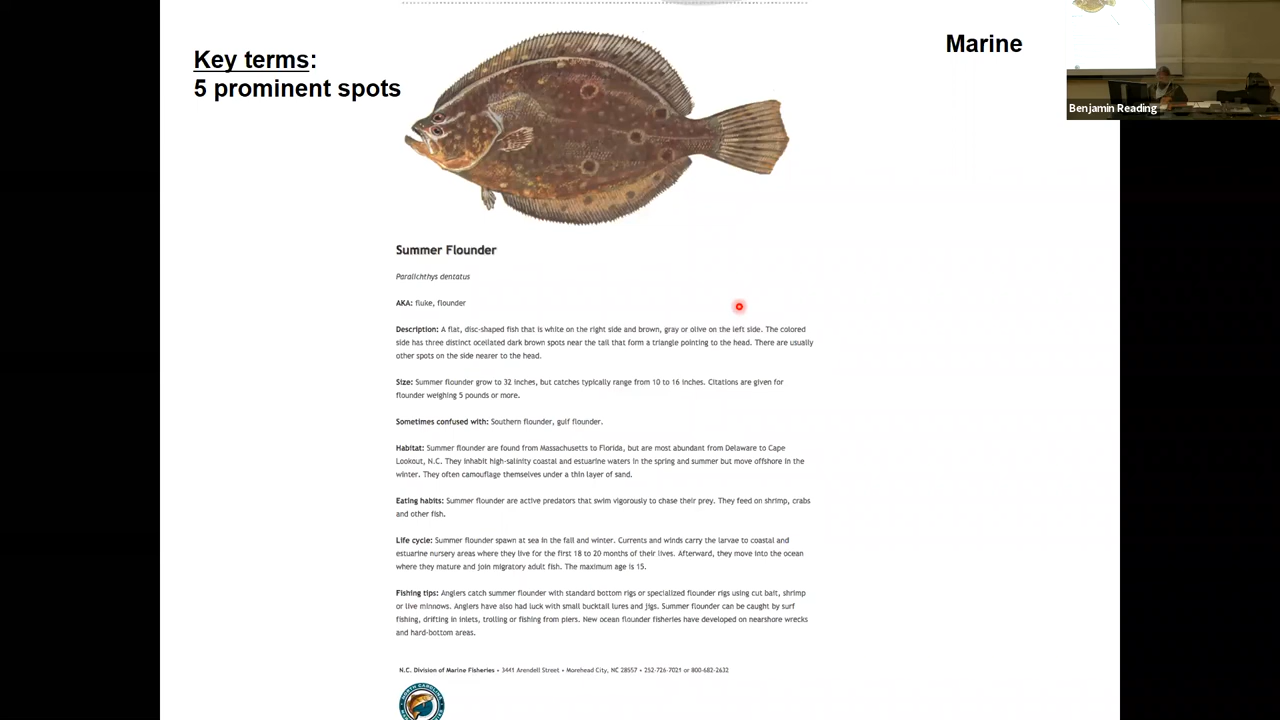 Key terms:
5 prominent spots
Marine
Benjamin Reading
Summer Flounder
Paralichthys dentatus
AKA: fluke, flounder
Description: A flat, disc-shaped fish that is white on the right side and brown, gray or olive on the left side. The colored
side has three distinct ocellated dark brown spots near the tail that form a triangle pointing to the head. There are usually
other spots on the side nearer to the head.
Size: Summer flounder grow to 32 inches, but catches typically range from 10 to 16 inches. Citations are given for
flounder weighing 5 pounds or more.
Sometimes confused with: Southern flounder, gulf flounder.
Habitat: Summer flounder are found from Massachusetts to Florida, but are most abundant from Delaware to Cape
Lookout, N.C. They inhabit high-salinity coastal and estuarine waters in the spring and summer but move offshore in the
winter. They often camouflage themselves under a thin layer of sand.
Eating habits: Summer flounder are active predators that swim vigorously to chase their prey. They feed on shrimp, crabs
and other fish.
Life cycle: Summer flounder spawn at sea in the fall and winter. Currents and winds carry the larvae to coastal and
estuarine nursery areas where they live for the first 18 to 20 months of their lives. Afterward, they move into the ocean
where they mature and join migratory adult fish. The maximum age is 15.
Fishing tips: Anglers catch summer flounder with standard bottom rigs or specialized flounder rigs using cut bait, shrimp
or live minnows. Anglers have also had luck with small bucktail lures and jigs. Summer flounder can be caught by surf
fishing, drifting in inlets, trolling or fishing from piers. New ocean flounder fisheries have developed on nearshore wrecks
and hard-bottom areas.
N.C. Division of Marine Fisheries • 3441 Arendell Street • Morehead City, NC 28557 • 252-726-7021 or 800-682-2632
NORTH CAROLINA